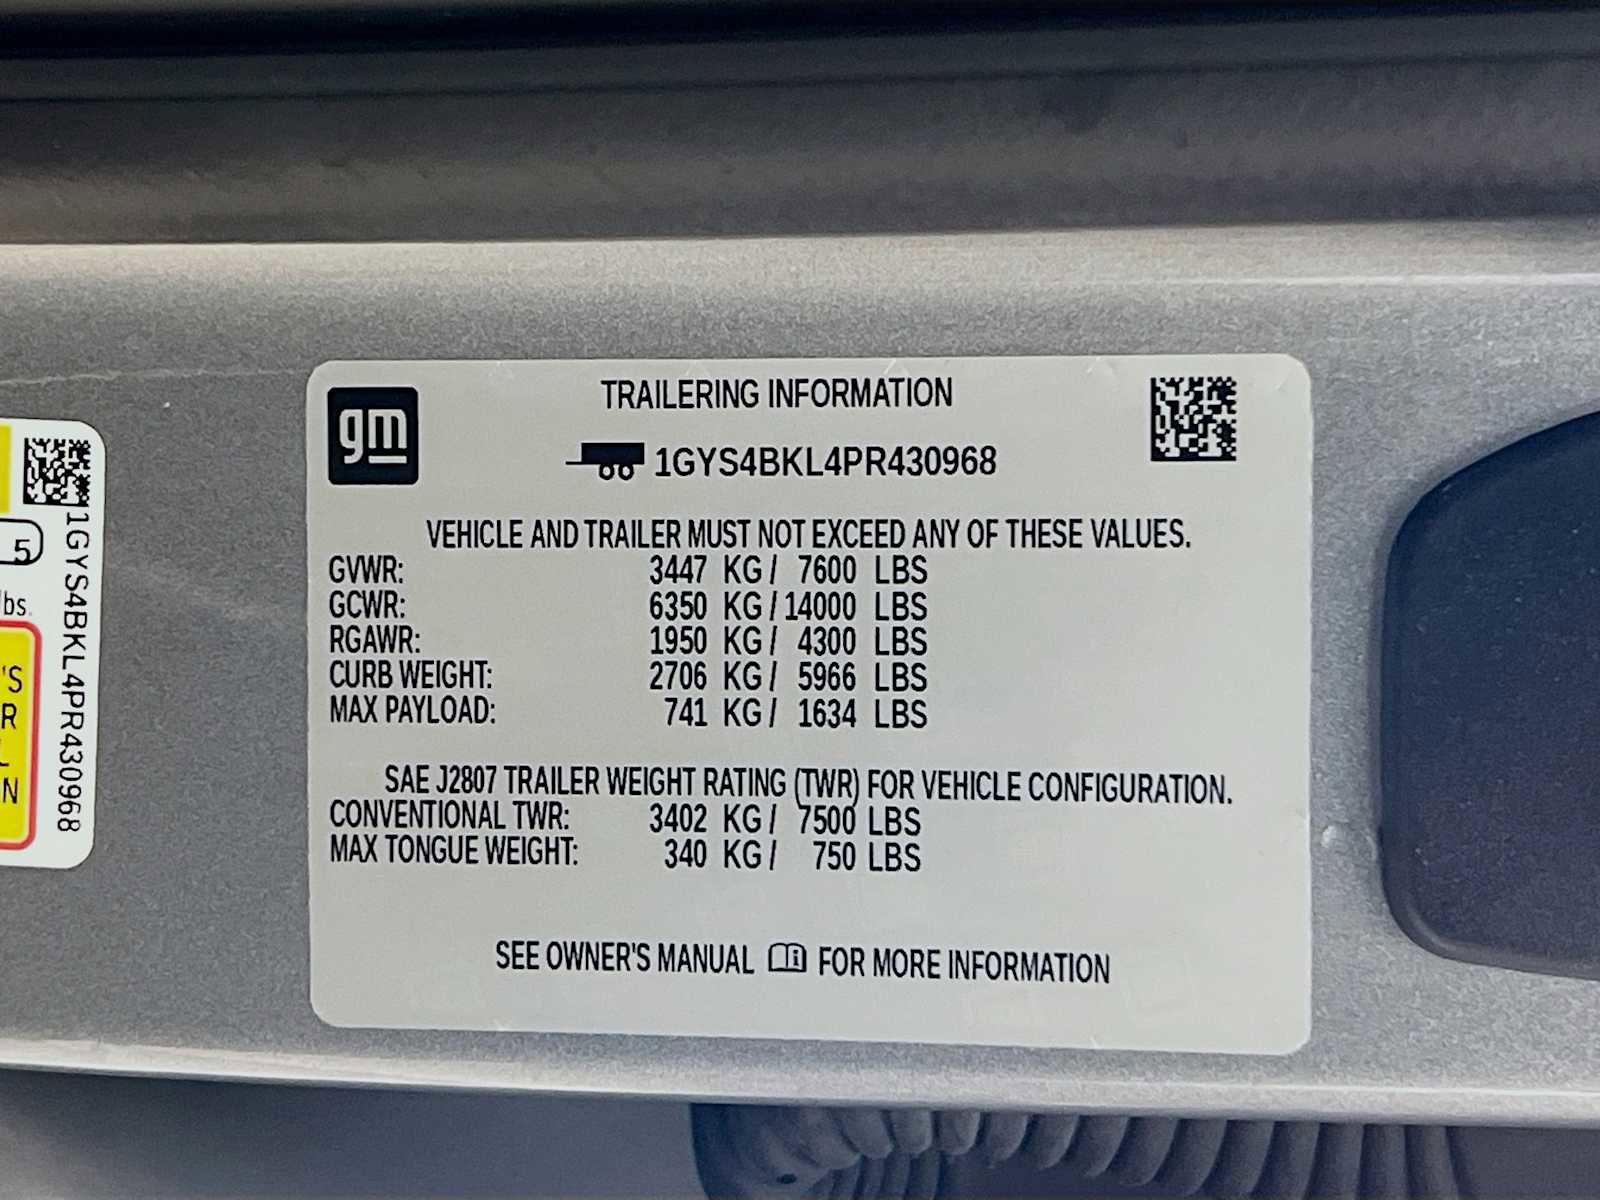 gm
TRAILERING INFORMATION
1GYS4BKL4PR430968
VEHICLE AND TRAILER MUST NOT EXCEED ANY OF THESE VALUES.
GVWR: 3447 KG / 7600 LBS
GCWR: 6350 KG / 14000 LBS
RGAWR: 1950 KG / 4300 LBS
CURB WEIGHT: 2706 KG / 5966 LBS
MAX PAYLOAD: 741 KG / 1634 LBS
SAE J2807 TRAILER WEIGHT RATING (TWR) FOR VEHICLE CONFIGURATION.
CONVENTIONAL TWR: 3402 KG / 7500 LBS
MAX TONGUE WEIGHT: 340 KG / 750 LBS
SEE OWNER'S MANUAL i FOR MORE INFORMATION
5
lbs.
'S
R
L
N
1GYS4BKL4PR430968